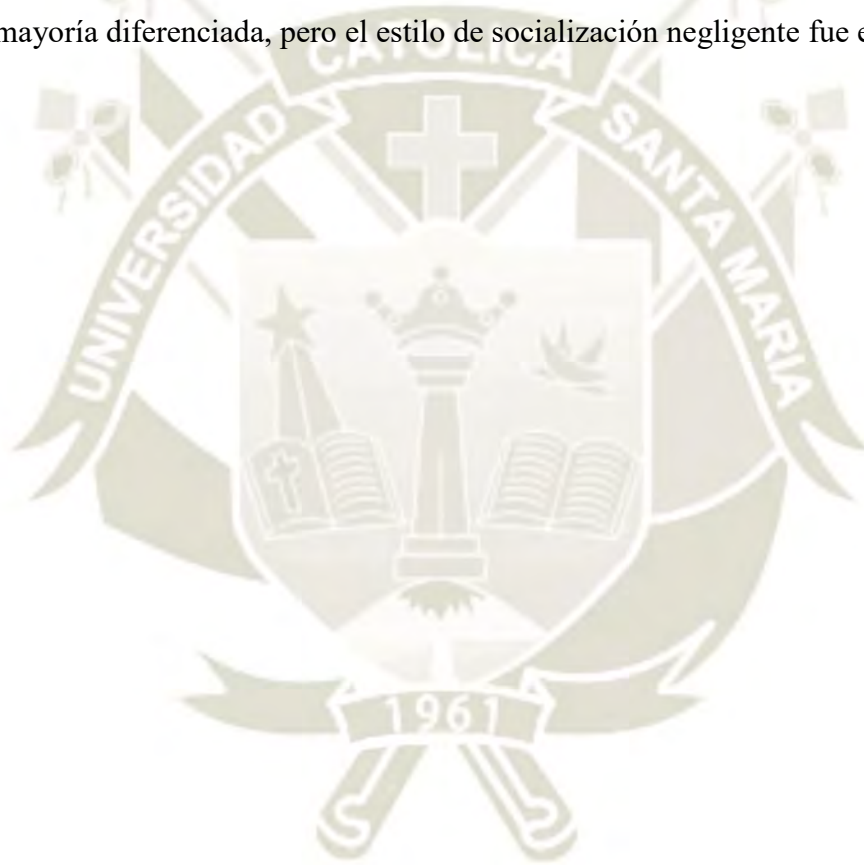 mayoría diferenciada, pero el estilo de socialización negligente fue e
CATOLICA
UNIVERSIDAD
SANTA MARIA
1961